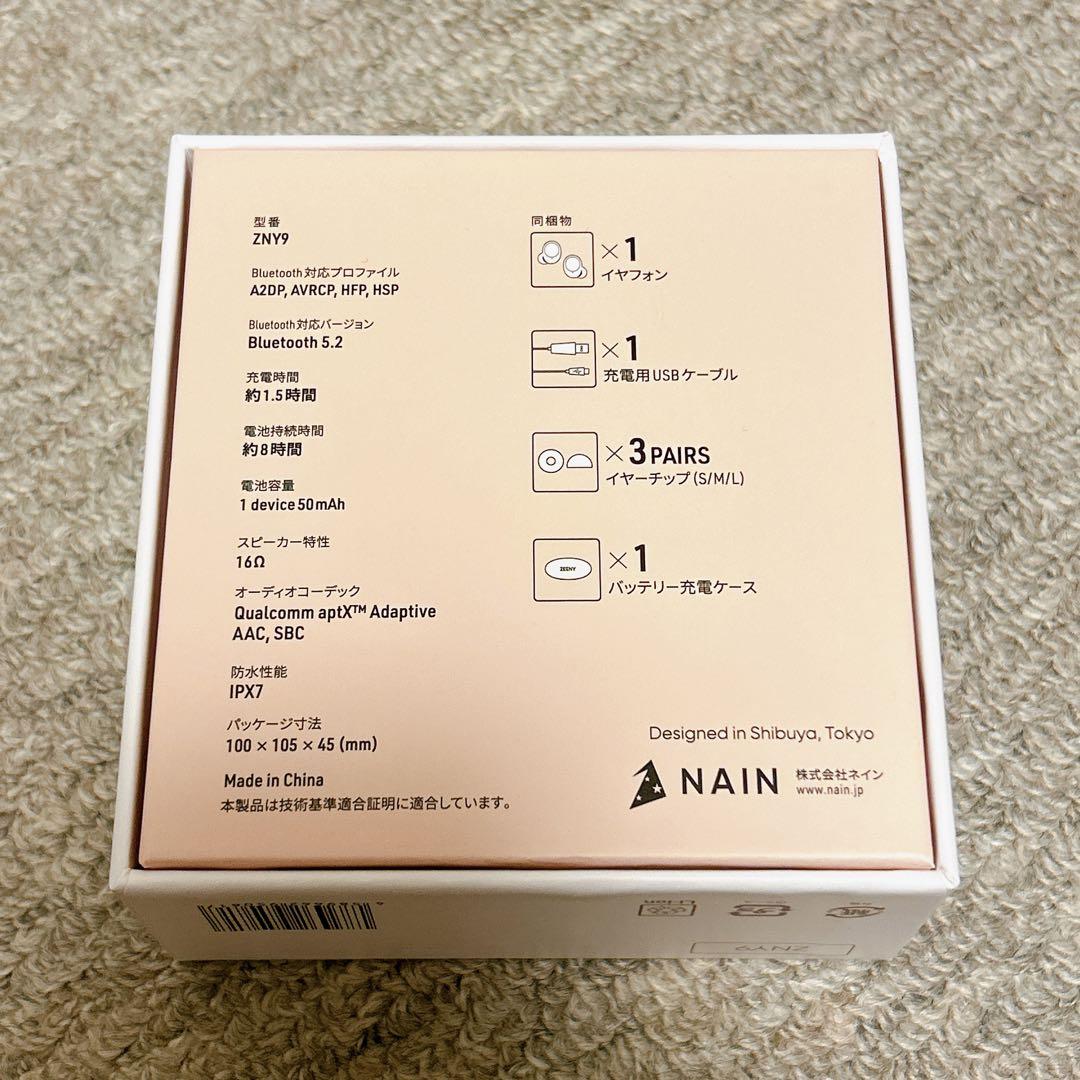 型番
ZNY9
Bluetooth対応プロファイル
A2DP, AVRCP, HFP, HSP
Bluetooth対応バージョン
Bluetooth 5.2
充電時間
約1.5時間
電池持続時間
約8時間
電池容量
1 device 50mAh
スピーカー特性
16Ω
オーディオコーデック
Qualcomm aptX™ Adaptive
AAC, SBC
防水性能
IPX7
パッケージ寸法
100 × 105 × 45 (mm)
Made in China
本製品は技術基準適合証明に適合しています。
同梱物
×1
イヤフォン
×1
充電用USBケーブル
×3 PAIRS
イヤーチップ(S/M/L)
ZEENY
×1
バッテリー充電ケース
Designed in Shibuya, Tokyo
NAIN
株式会社ネイン
www.nain.jp
Li-ion
ZNY9